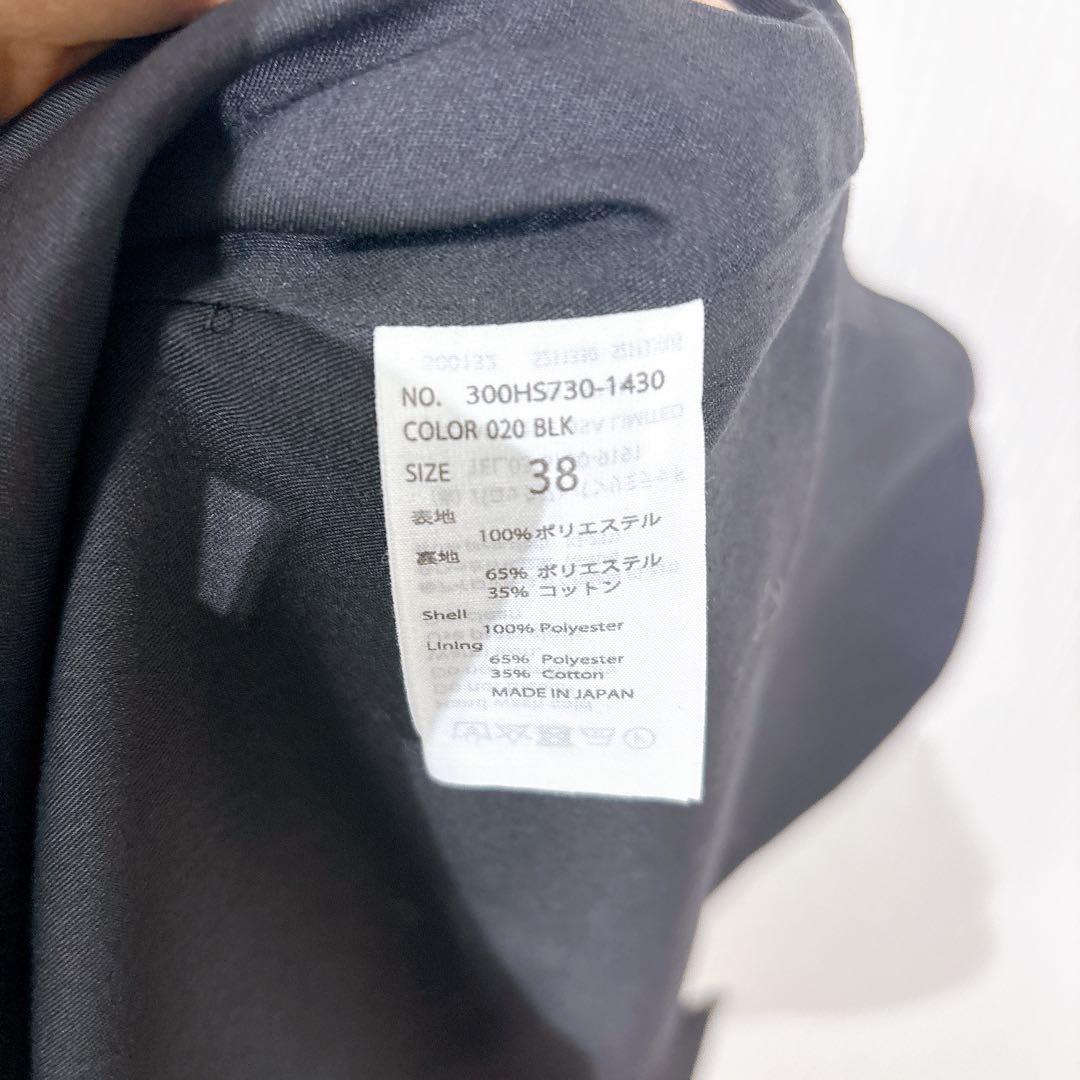 NO. 300HS730-1430
COLOR 020 BLK
SIZE 38
表地
100%ポリエステル
裏地
65% ポリエステル
35% コットン
Shell
100% Polyester
Lining
65% Polyester
35% Cotton
MADE IN JAPAN